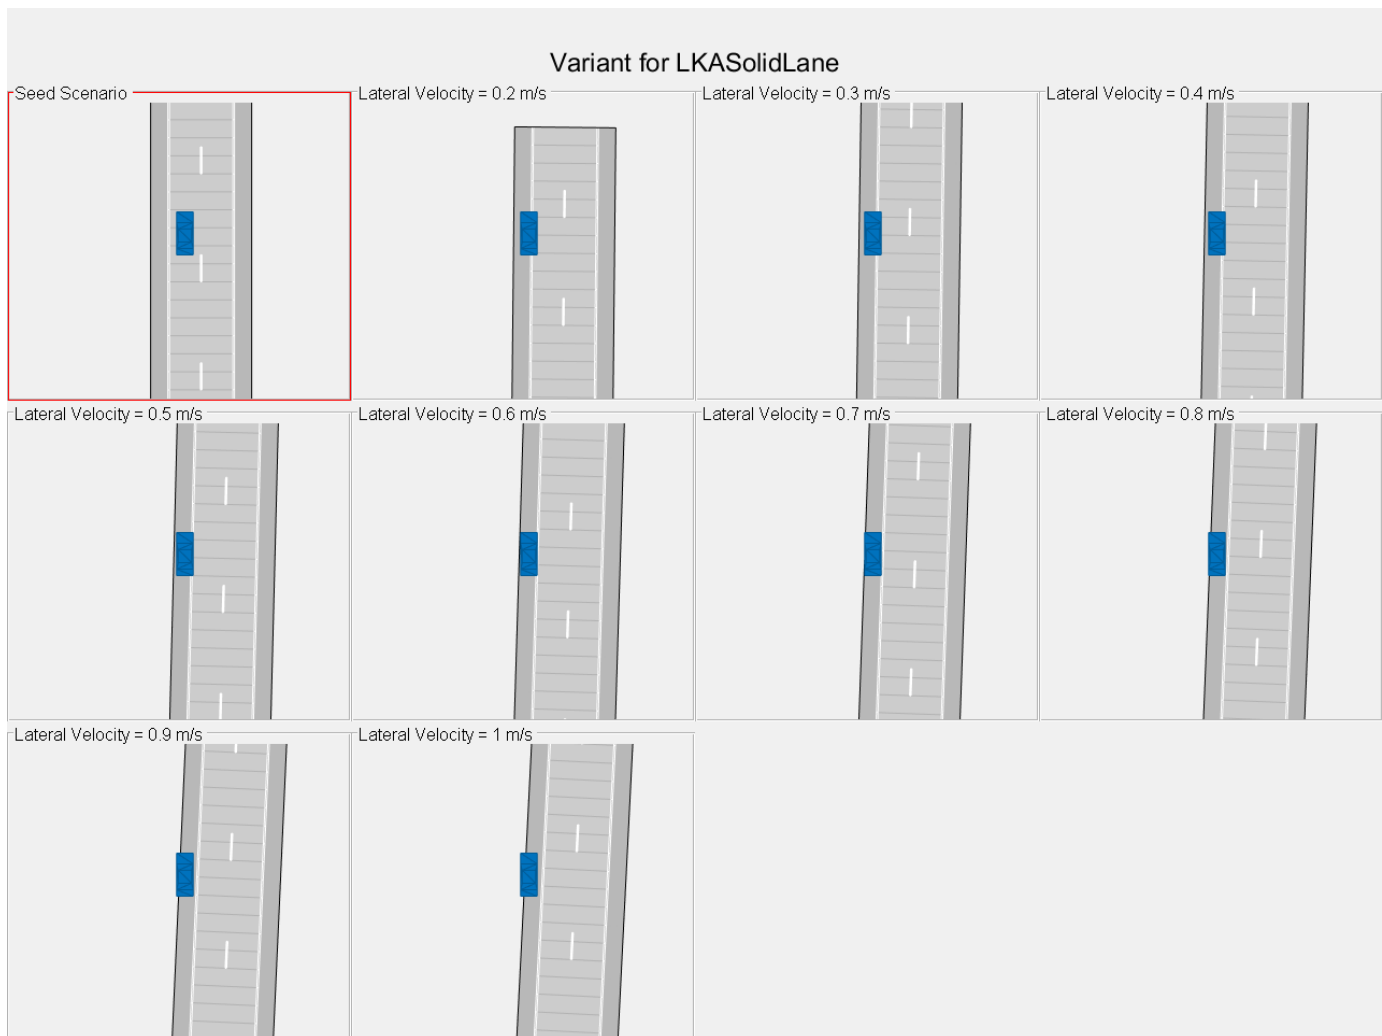 Variant for LKASolidLane
Seed Scenario
Lateral Velocity = 0.2 m/s
Lateral Velocity = 0.3 m/s
Lateral Velocity = 0.4 m/s
Lateral Velocity = 0.5 m/s
Lateral Velocity = 0.6 m/s
Lateral Velocity = 0.7 m/s
Lateral Velocity = 0.8 m/s
Lateral Velocity = 0.9 m/s
Lateral Velocity = 1 m/s